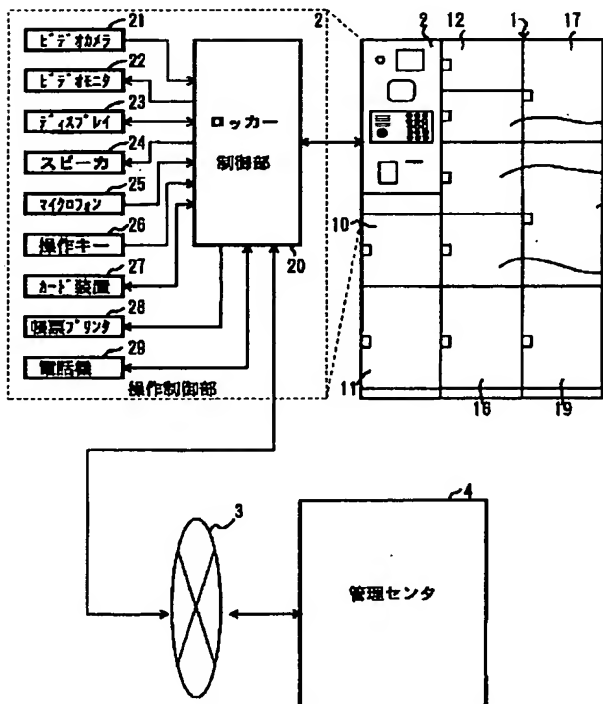 21
ビデオカメラ
22
ビデオモニタ
23
ディスプレイ
24
スピーカ
25
マイクロフォン
26
操作キー
27
カード装置
28
帳票プリンタ
29
電話機
ロッカー
制御部
20
操作制御部
2
2
12
1
17
10
11
18
19
3
4
管理センタ